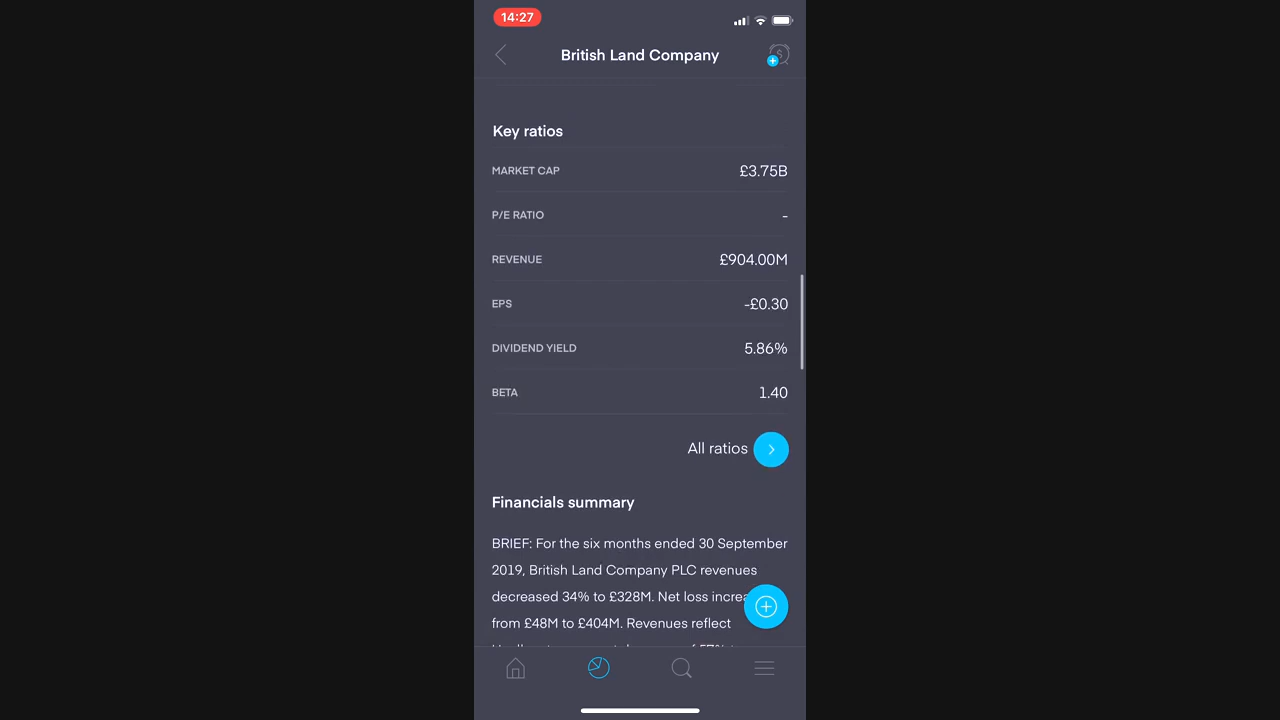 14:27
British Land Company
Key ratios
MARKET CAP £3.75B
P/E RATIO -
REVENUE £904.00M
EPS -£0.30
DIVIDEND YIELD 5.86%
BETA 1.40
All ratios
Financials summary
BRIEF: For the six months ended 30 September
2019, British Land Company PLC revenues
decreased 34% to £328M. Net loss
from £48M to £404M. Revenues reflect